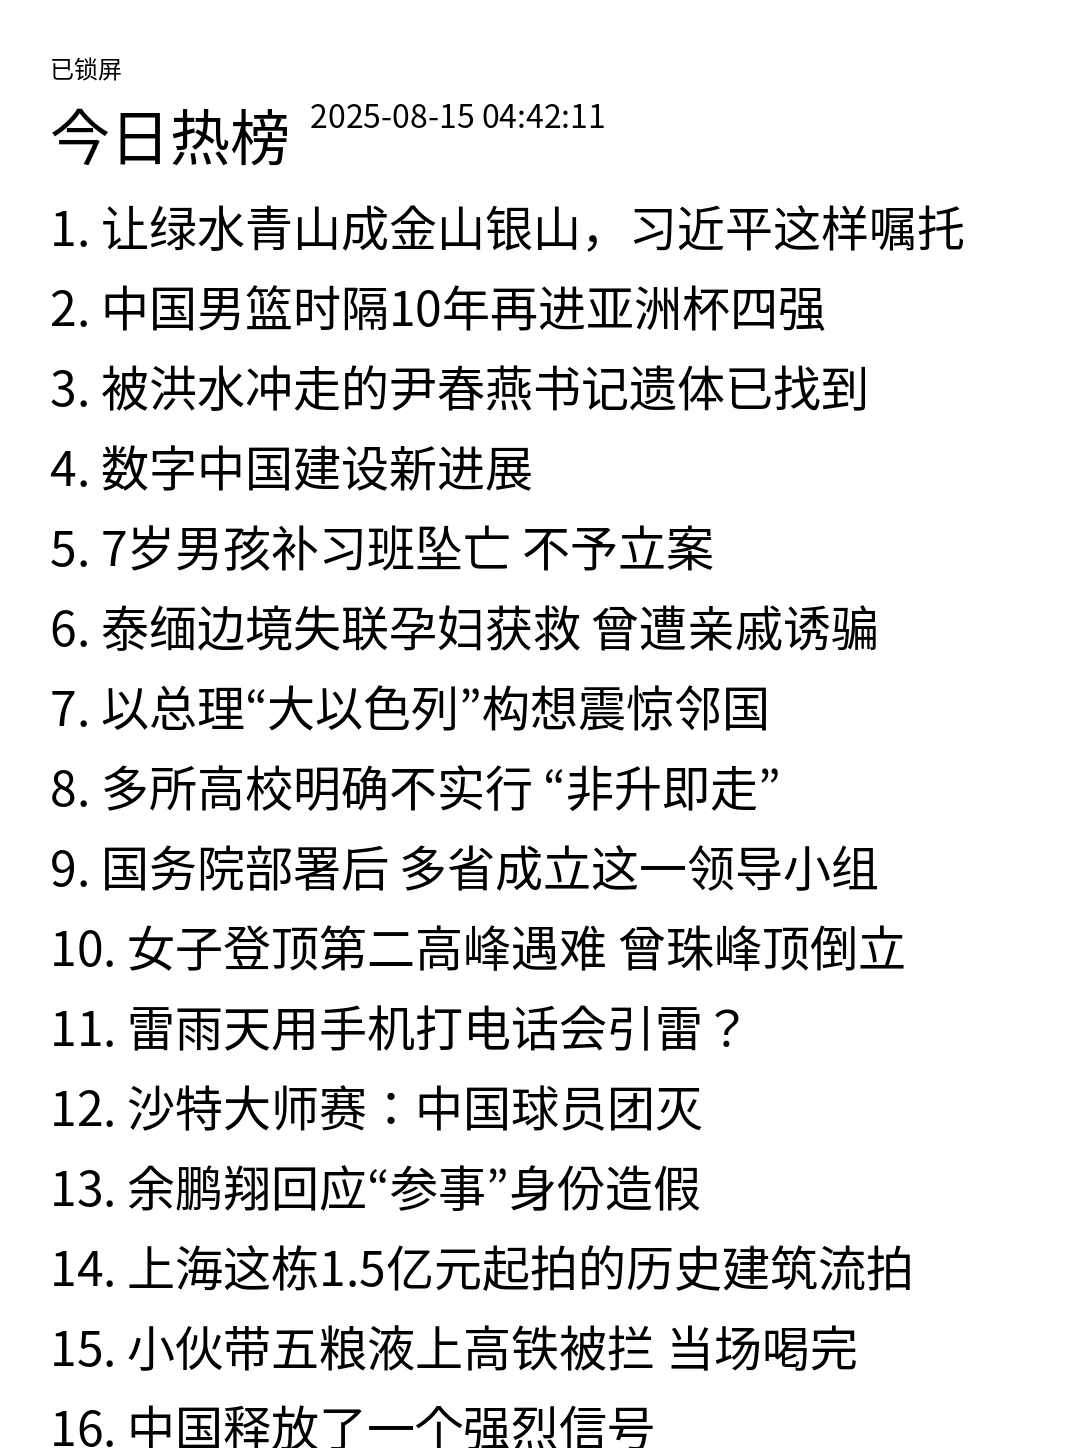 已锁屏
今日热榜 2025-08-15 04:42:11
1. 让绿水青山成金山银山，习近平这样嘱托
2. 中国男篮时隔10年再进亚洲杯四强
3. 被洪水冲走的尹春燕书记遗体已找到
4. 数字中国建设新进展
5. 7岁男孩补习班坠亡 不予立案
6. 泰缅边境失联孕妇获救 曾遭亲戚诱骗
7. 以总理“大以色列”构想震惊邻国
8. 多所高校明确不实行 “非升即走”
9. 国务院部署后 多省成立这一领导小组
10. 女子登顶第二高峰遇难 曾珠峰顶倒立
11. 雷雨天用手机打电话会引雷？
12. 沙特大师赛：中国球员团灭
13. 余鹏翔回应“参事”身份造假
14. 上海这栋1.5亿元起拍的历史建筑流拍
15. 小伙带五粮液上高铁被拦 当场喝完
16. 中国释放了一个强烈信号